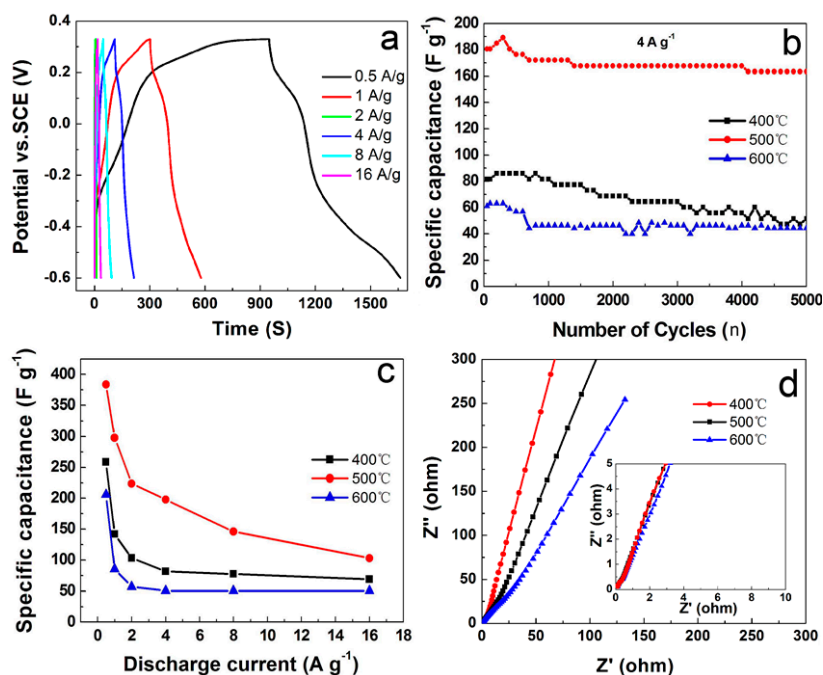 a
0.4
0.2
0.0
-0.2
-0.4
-0.6
Potential vs.SCE (V)
0.5 A/g
1 A/g
2 A/g
4 A/g
8 A/g
16 A/g
0 300 600 900 1200 1500
Time (S)
b
4 A g-1
200
180
160
140
120
100
80
60
40
20
0
Specific capacitance (F g-1)
400℃
500℃
600℃
0 1000 2000 3000 4000 5000
Number of Cycles (n)
c
400
350
300
250
200
150
100
50
0
Specific capacitance (F g-1)
400℃
500℃
600℃
0 2 4 6 8 10 12 14 16 18
Discharge current (A g-1)
d
300
250
200
150
100
50
0
Z'' (ohm)
400℃
500℃
600℃
5
4
3
2
1
0
Z'' (ohm)
0 2 4 6 8 10
Z' (ohm)
0 50 100 150 200 250 300
Z' (ohm)